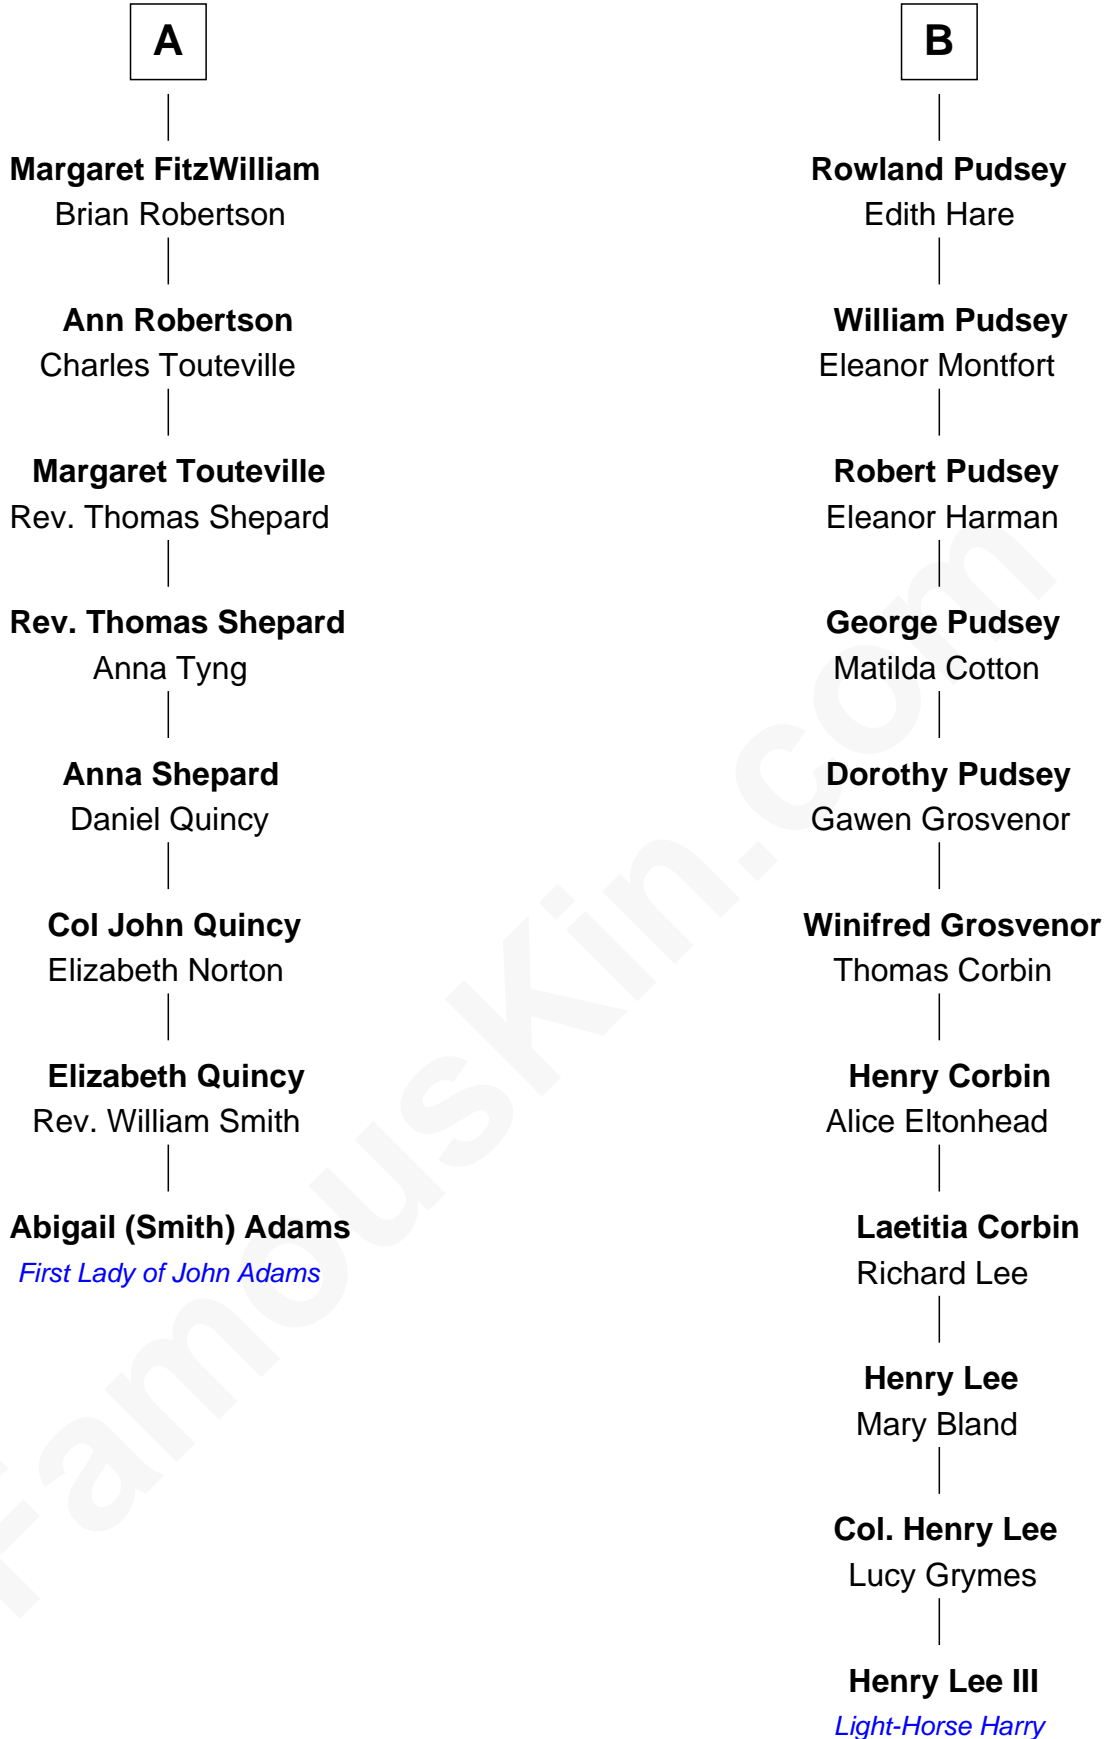 A
Margaret FitzWilliam
Brian Robertson
Ann Robertson
Charles Touteville
Margaret Touteville
Rev. Thomas Shepard
Rev. Thomas Shepard
Anna Tyng
Anna Shepard
Daniel Quincy
Col John Quincy
Elizabeth Norton
Elizabeth Quincy
Rev. William Smith
Abigail (Smith) Adams
First Lady of John Adams
B
Rowland Pudsey
Edith Hare
William Pudsey
Eleanor Montfort
Robert Pudsey
Eleanor Harman
George Pudsey
Matilda Cotton
Dorothy Pudsey
Gawen Grosvenor
Winifred Grosvenor
Thomas Corbin
Henry Corbin
Alice Eltonhead
Laetitia Corbin
Richard Lee
Henry Lee
Mary Bland
Col. Henry Lee
Lucy Grymes
Henry Lee III
Light-Horse Harry
FamousKin.com